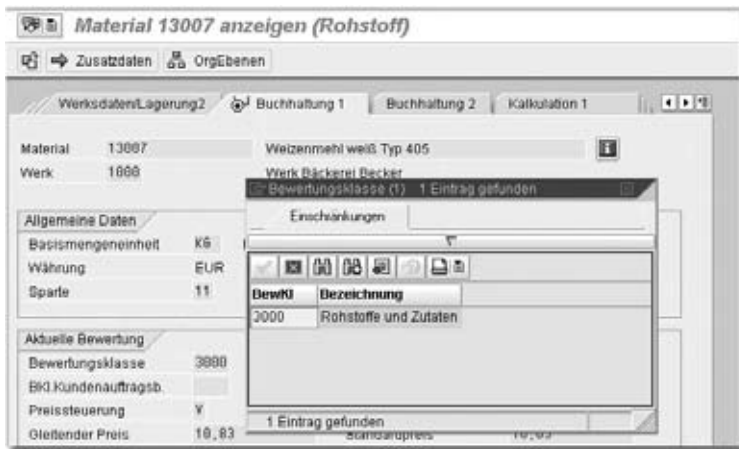 Material 13007 anzeigen (Rohstoff)
Zusatzdaten OrgEbenen
Werksdaten/Lagerung2 Buchhaltung 1 Buchhaltung 2 Kalkulation 1
Material 13007 Weizenmehl weiß Typ 405
Werk 1000 Werk Bäckerei Becker
Bewertungsklasse (1) 1 Eintrag gefunden
Einschränkungen
Allgemeine Daten
Basismengeneinheit KG
Währung EUR
Sparte 11
BewKl Bezeichnung
3000 Rohstoffe und Zutaten
Aktuelle Bewertung
Bewertungsklasse 3000
BKl.Kundenauftragsb.
Preissteuerung V
Gleitender Preis 10,83
1 Eintrag gefunden
Standardpreis